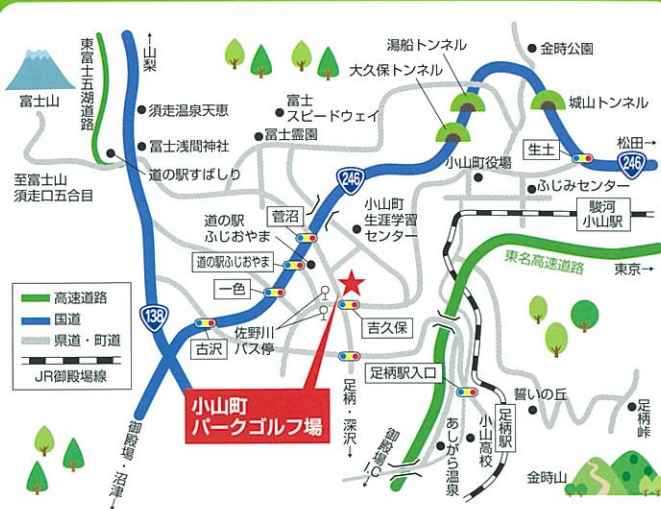 ↑山梨
東富士五湖道路
富士山
至富士山
須走口五合目
須走温泉天恵
冨士浅間神社
道の駅すばしり
富士
スピードウェイ
冨士霊園
湯船トンネル
大久保トンネル
金時公園
城山トンネル
生土
松田→
246
246
小山町役場
ふじみセンター
駿河
小山駅
小山町
生涯学習
センター
菅沼
道の駅
ふじおやま
道の駅ふじおやま
一色
東名高速道路
東京→
138
古沢
佐野川
バス停
吉久保
足柄駅入口
小山町
パークゴルフ場
足柄・深沢↓
御殿場・沼津↓
御殿場I.C↓
あしがら温泉
小山高校
足柄駅
誓いの丘
足柄峠
金時山
高速道路
国道
県道・町道
JR御殿場線